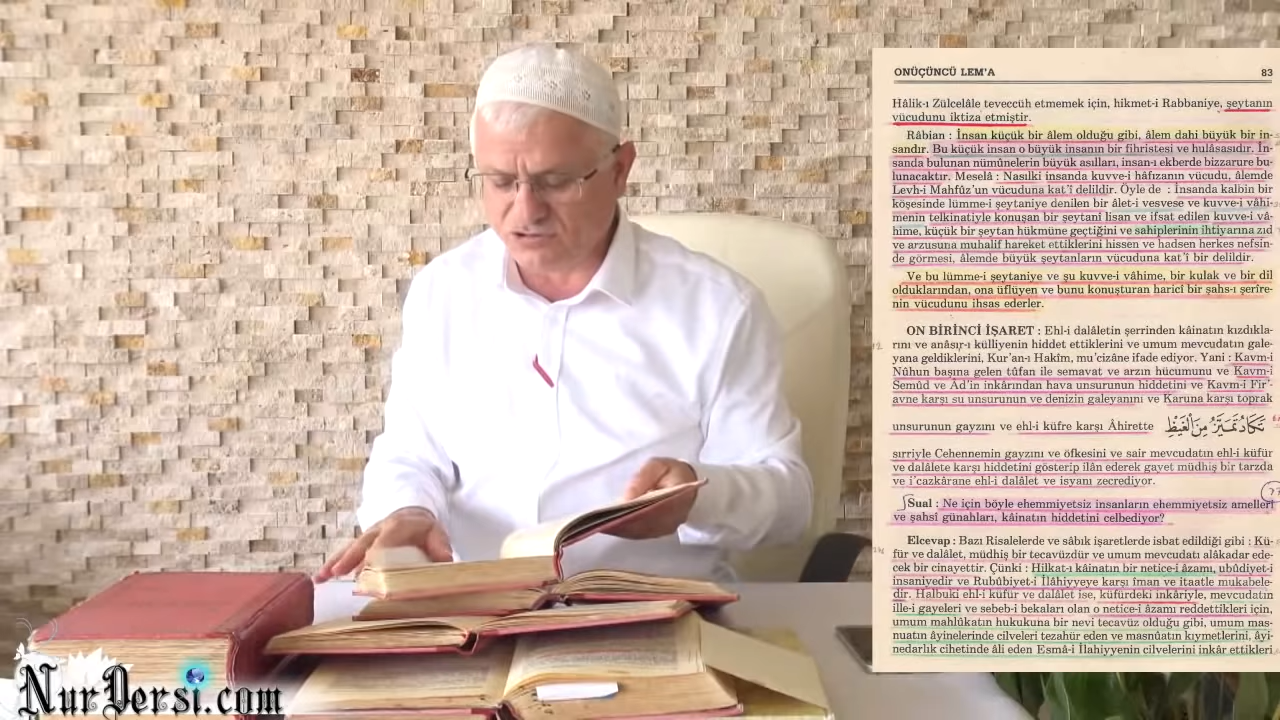 ONÜÇÜNCÜ LEM'A 83
Hâlik-ı Zülcelâle teveccüh etmemek için, hikmet-i Rabbaniye, şeytanın
vücudunu iktiza etmiştir.
Râbian : İnsan küçük bir âlem olduğu gibi, âlem dahi büyük bir in-
sandır. Bu küçük insan o büyük insanın bir fihristesi ve hulâsasıdır. İn-
sanda bulunan nümûnelerin büyük asılları, insan-ı ekberde bizzarure bu-
lunacaktır. Meselâ : Nasılki insanda kuvve-i hâfızanın vücudu, âlemde
Levh-i Mahfûz'un vücuduna kat'î delildir. Öyle de : İnsanda kalbin bir
köşesinde lümme-i şeytaniye denilen bir âlet-i vesvese ve kuvve-i vâhi-
menin telkinatiyle konuşan bir şeytanî lisan ve ifsat edilen kuvve-i vâ-
hime, küçük bir şeytan hükmüne geçtiğini ve sahiplerinin ihtiyarına zıd
ve arzusuna muhalif hareket ettiklerini hissen ve hadsen herkes nefsin-
de görmesi, âlemde büyük şeytanların vücuduna kat'î bir delildir.
Ve bu lümme-i şeytaniye ve şu kuvve-i vâhime, bir kulak ve bir dil
olduklarından, ona üflüyen ve bunu konuşturan haricî bir şahs-ı şerîre-
nin vücudunu ihsas ederler.
ON BİRİNCİ İŞARET : Ehl-i dalâletin şerrinden kâinatın kızdıkla-
rını ve anâsır-ı külliyenin hiddet ettiklerini ve umum mevcudatın gale-
yana geldiklerini, Kur'an-ı Hakîm, mu'cizâne ifade ediyor. Yani : Kavm-i
Nûhun başına gelen tûfan ile semavat ve arzın hücumunu ve Kavm-i
Semûd ve Âd'in inkârından hava unsurunun hiddetini ve Kavm-i Fir'-
avne karşı su unsurunun ve denizin galeyanını ve Karuna karşı toprak
unsurunun gayzını ve ehl-i küfre karşı Âhirette تَكَادُ تَمَيَّزُ مِنَ الْغَيْظِ
sırriyle Cehennemin gayzını ve öfkesini ve sair mevcudatın ehl-i küfür
ve dalâlete karşı hiddetini gösterip ilân ederek gayet müdhiş bir tarzda
ve i'cazkârane ehl-i dalâlet ve isyanı zecrediyor.
Sual : Ne için böyle ehemmiyetsiz insanların ehemmiyetsiz amelleri
ve şahsî günahları, kâinatın hiddetini celbediyor?
Elcevap : Bazı Risalelerde ve sâbık işaretlerde isbat edildiği gibi : Kü-
für ve dalâlet, müdhiş bir tecavüzdür ve umum mevcudatı alâkadar ede-
cek bir cinayettir. Çünki : Hilkat-ı kâinatın bir netice-i âzamı, ubûdiyet-i
insaniyedir ve Rubûbiyet-i İlâhiyyeye karşı iman ve itaatle mukabele-
dir. Halbuki ehl-i küfür ve dalâlet ise, küfürdeki inkâriyle, mevcudatın
ille-i gayeleri ve sebeb-i bekaları olan o netice-i âzamı reddettikleri için,
umum mahlûkatın hukukuna bir nevi tecavüz olduğu gibi, umum mas-
nuatın âyinelerinde cilveleri tezahür eden ve masnûatın kıymetlerini, âyi-
nedarlık cihetinde âli eden Esmâ-i İlahiyyenin cilvelerini inkâr ettikleri
NurDersi.com